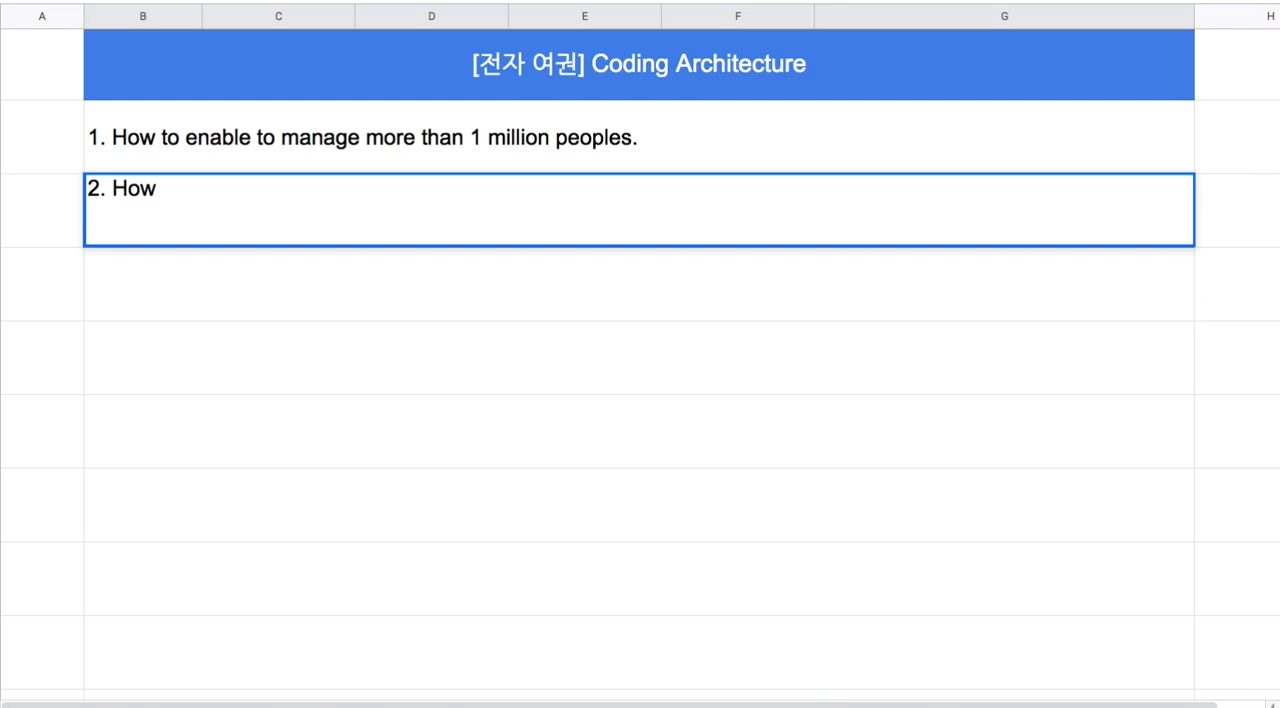 A B C D E F G H
[전자 여권] Coding Architecture
1. How to enable to manage more than 1 million peoples.
2. How